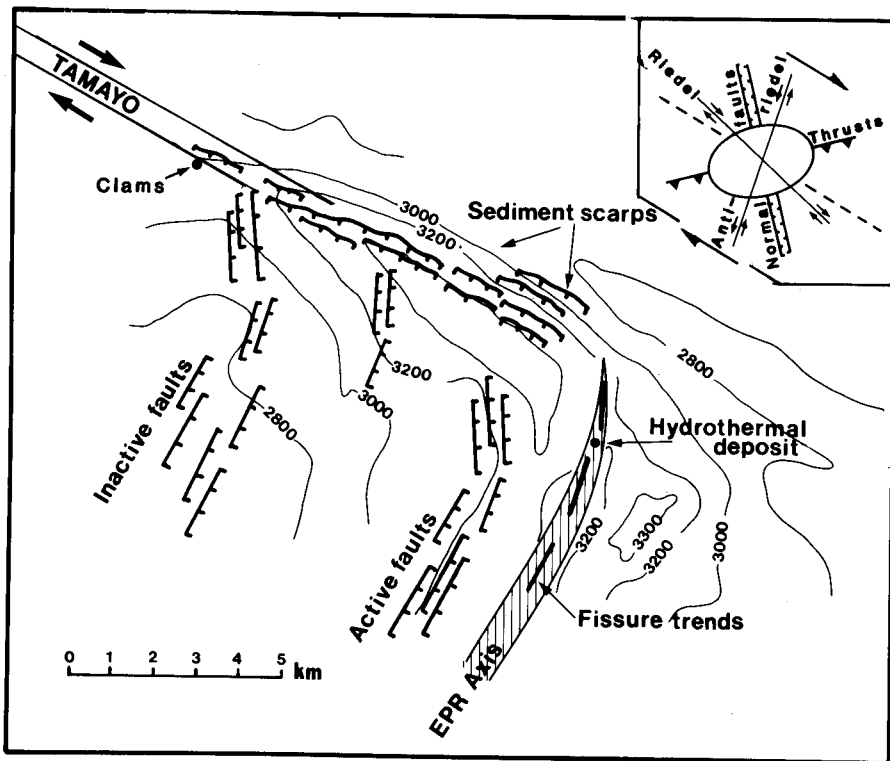 TAMAYO
Clams
Riedel
faults
riedel
Thrusts
Anti-
Normal
Sediment scarps
3000
3200
2800
3200
3000
2800
Inactive faults
Hydrothermal
deposit
3200
3300
3000
Active faults
Fissure trends
EPR Axis
0 1 2 3 4 5 km